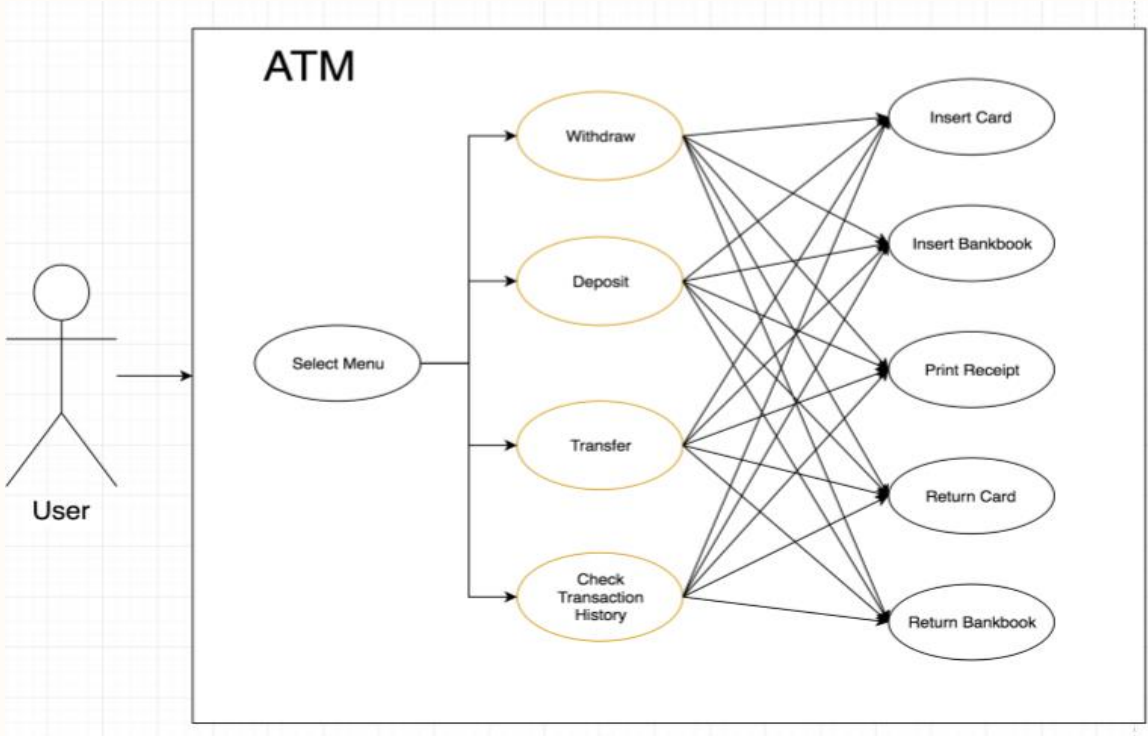 ATM
Withdraw
Insert Card
Insert Bankbook
Deposit
Select Menu
Print Receipt
Transfer
Return Card
User
Check
Transaction
History
Return Bankbook